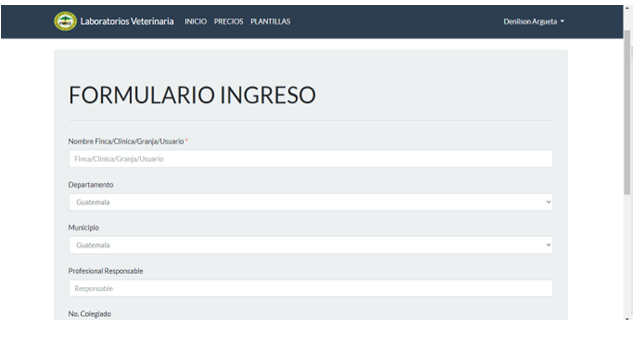 Laboratorios Veterinaria INICIO PRECIOS PLANTILLAS Denilson Argueta
FORMULARIO INGRESO
Nombre Finca/Clinica/Granja/Usuario *
Finca/Clinica/Granja/Usuario
Departamento
Guatemala
Municipio
Guatemala
Profesional Responsable
Responsable
No. Colegiado